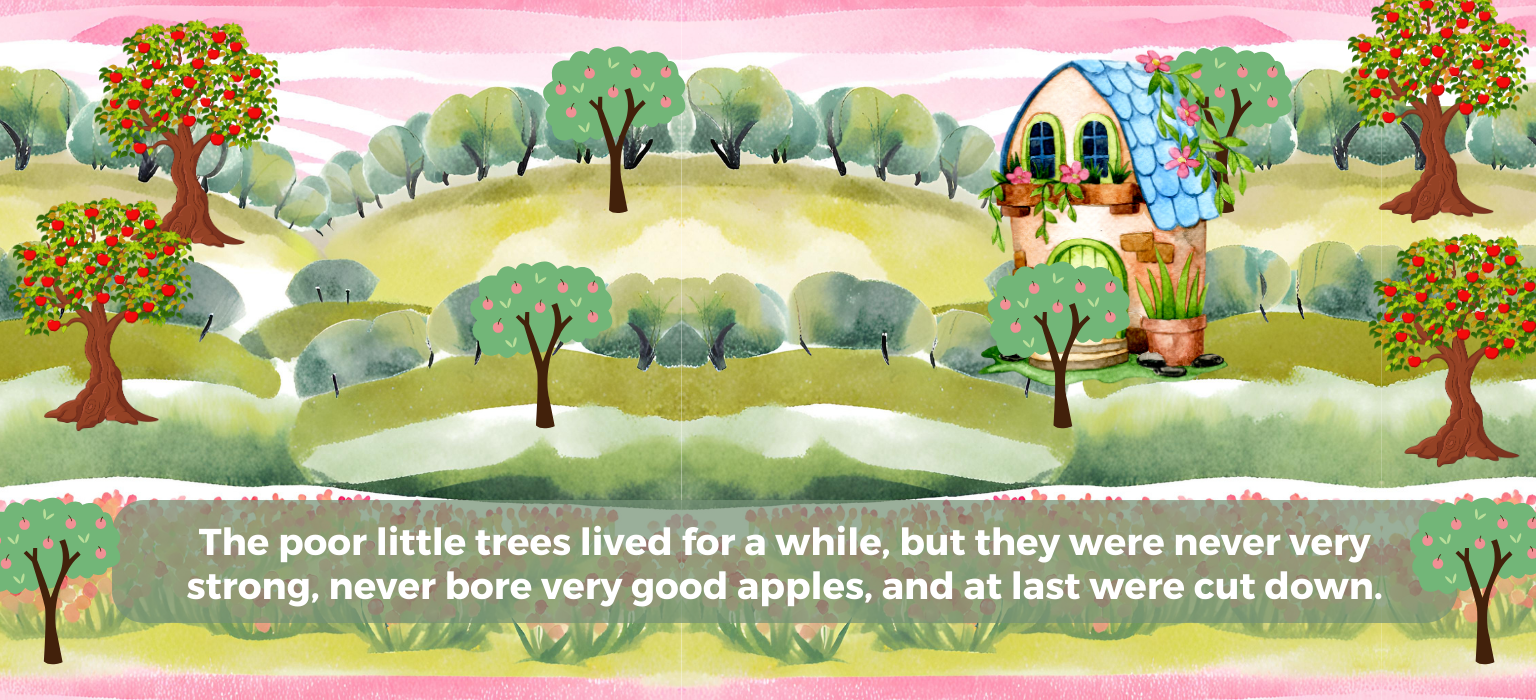 The poor little trees lived for a while, but they were never very
strong, never bore very good apples, and at last were cut down.